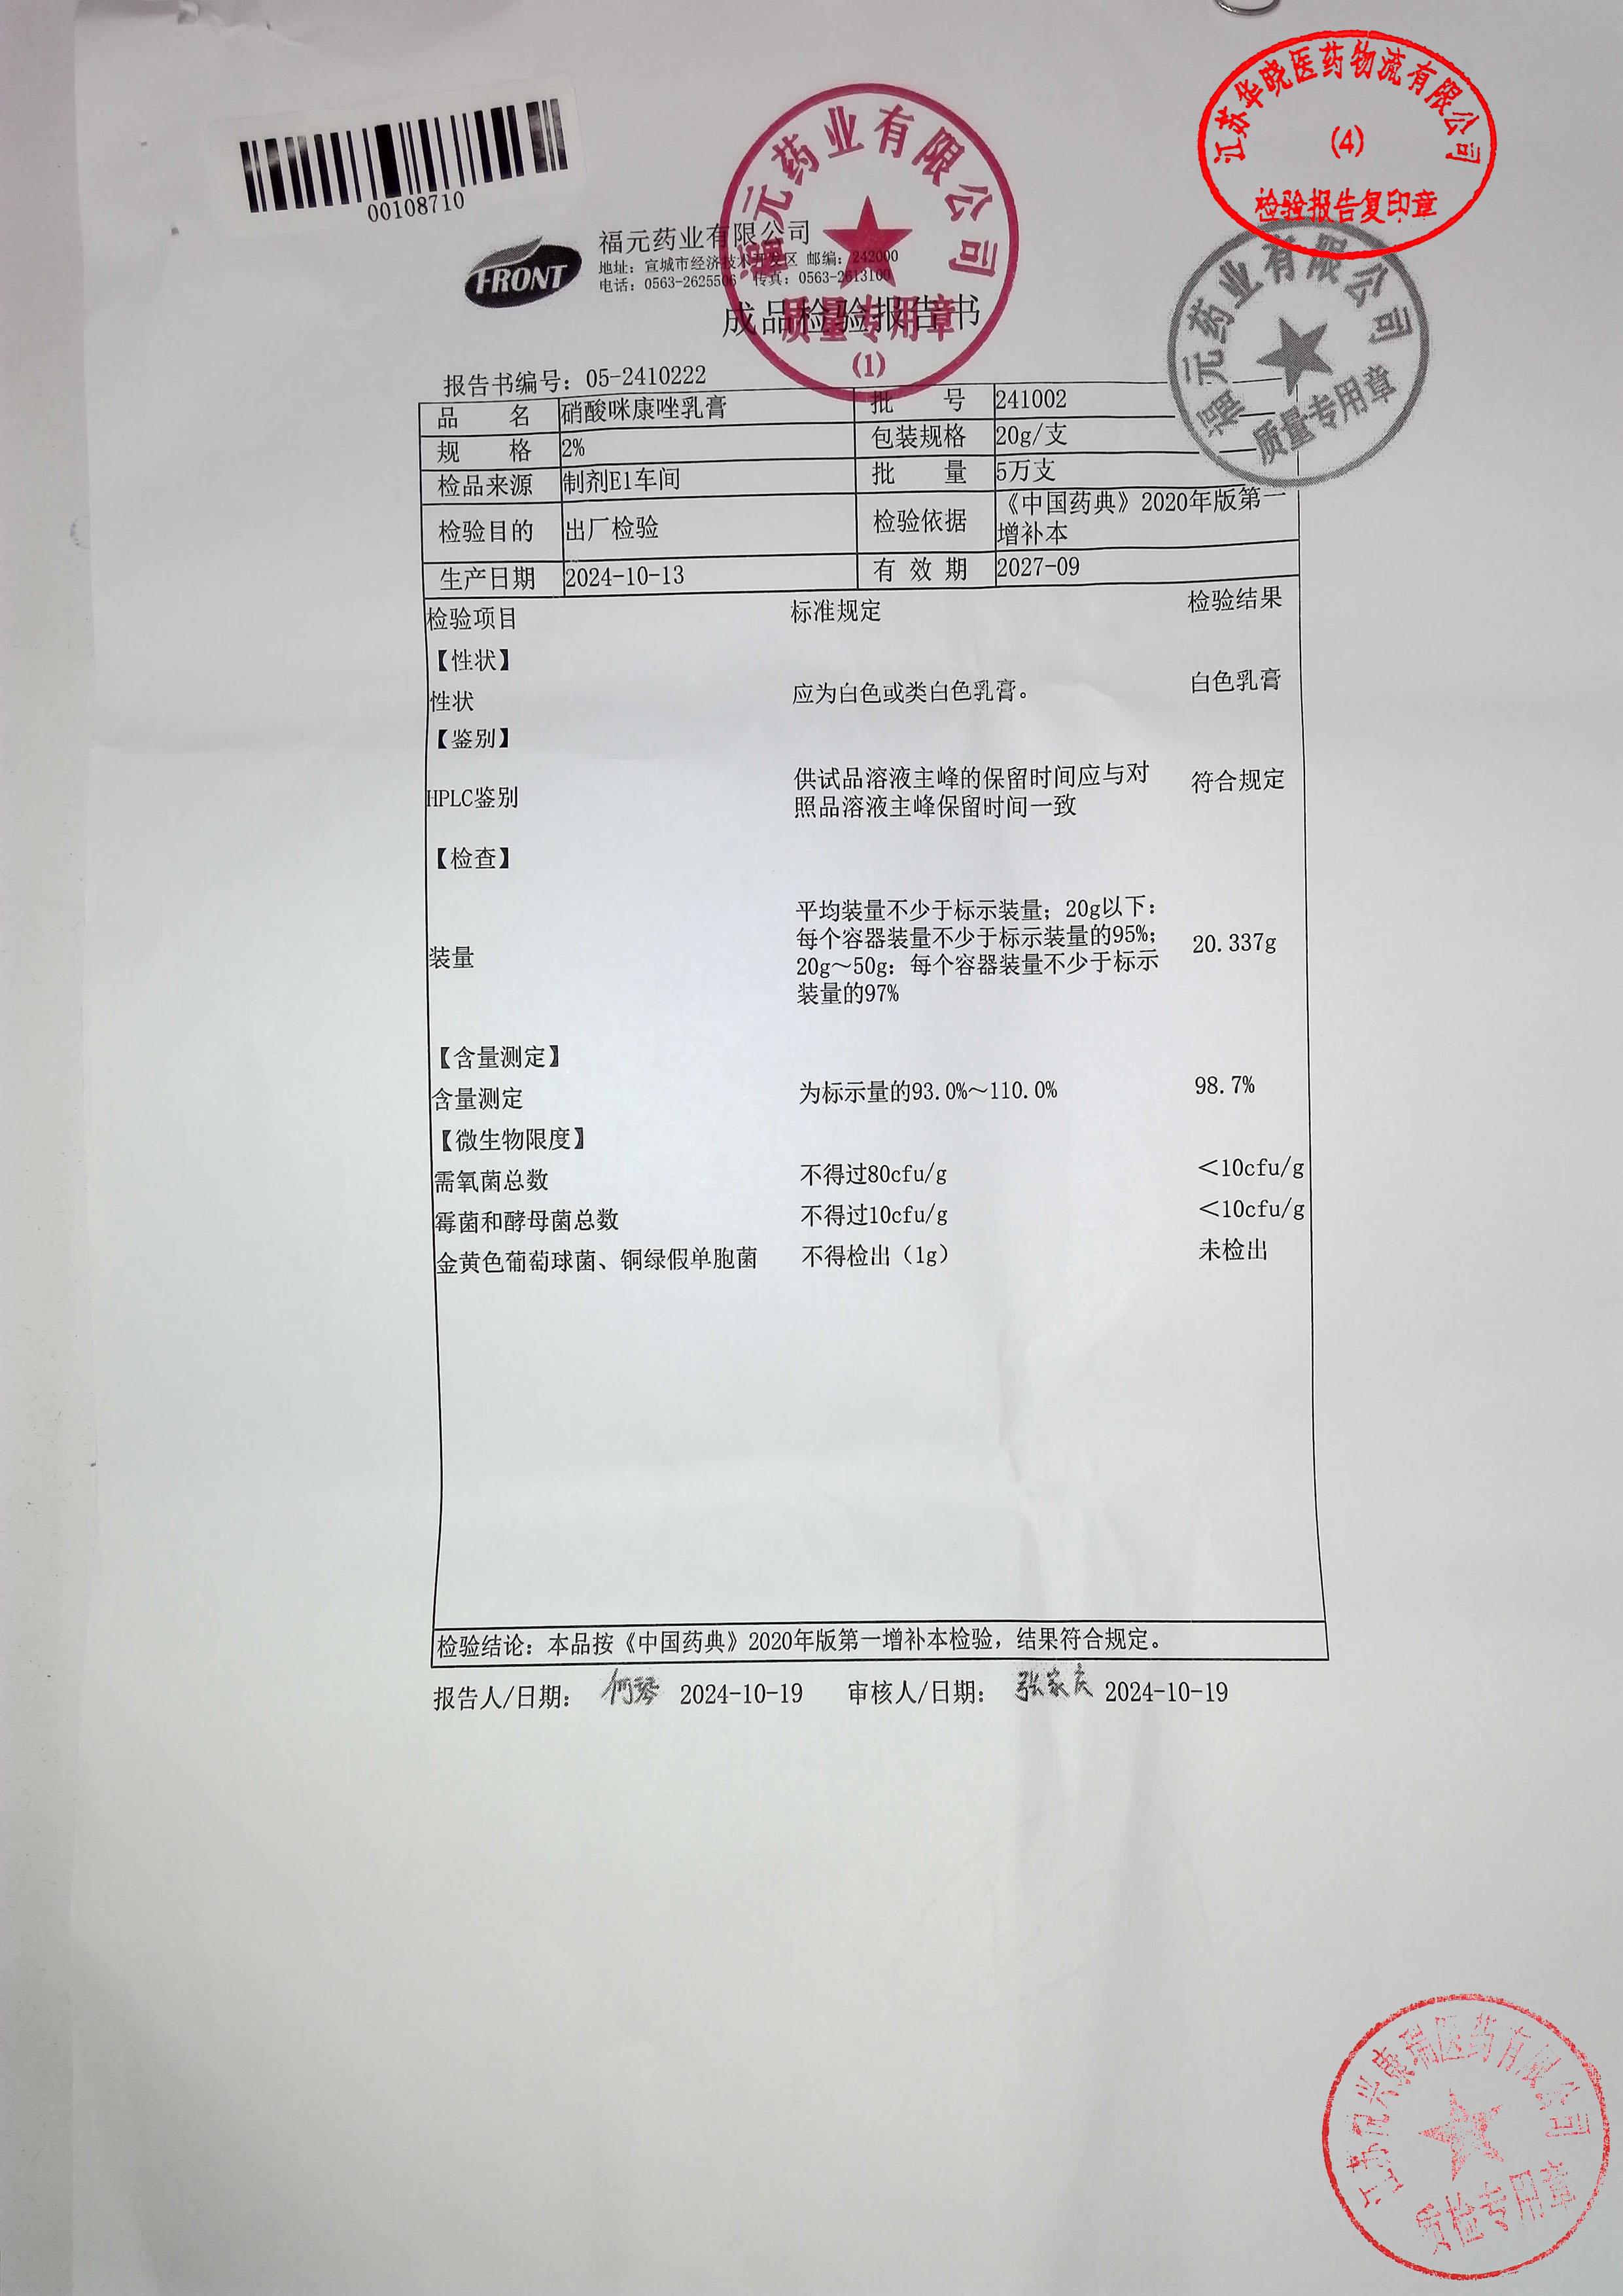 江苏华晓医药物流有限公司
(4)
检验报告复印章
00108710
福元药业有限公司
质量专用章
(1)
福元药业有限公司
质量专用章
FRONT
福元药业有限公司
地址：宣城市经济技术开发区 邮编：242000
电话：0563-2625506 传真：0563-2613100
成品检验报告书
报告书编号：05-2410222
品 名 硝酸咪康唑乳膏 批 号 241002
规 格 2% 包装规格 20g/支
检品来源 制剂E1车间 批 量 5万支
检验目的 出厂检验 检验依据 《中国药典》2020年版第一
增补本
生产日期 2024-10-13 有 效 期 2027-09
检验项目 标准规定 检验结果
【性状】
性状 应为白色或类白色乳膏。 白色乳膏
【鉴别】
HPLC鉴别 供试品溶液主峰的保留时间应与对 符合规定
照品溶液主峰保留时间一致
【检查】
装量 平均装量不少于标示装量；20g以下： 20.337g
每个容器装量不少于标示装量的95%；
20g～50g：每个容器装量不少于标示
装量的97%
【含量测定】
含量测定 为标示量的93.0%～110.0% 98.7%
【微生物限度】
需氧菌总数 不得过80cfu/g ＜10cfu/g
霉菌和酵母菌总数 不得过10cfu/g ＜10cfu/g
金黄色葡萄球菌、铜绿假单胞菌 不得检出（1g） 未检出
检验结论：本品按《中国药典》2020年版第一增补本检验，结果符合规定。
报告人/日期： 何琴 2024-10-19 审核人/日期： 张家庆 2024-10-19
江苏 兴康瑞医药有限公司
质检专用章